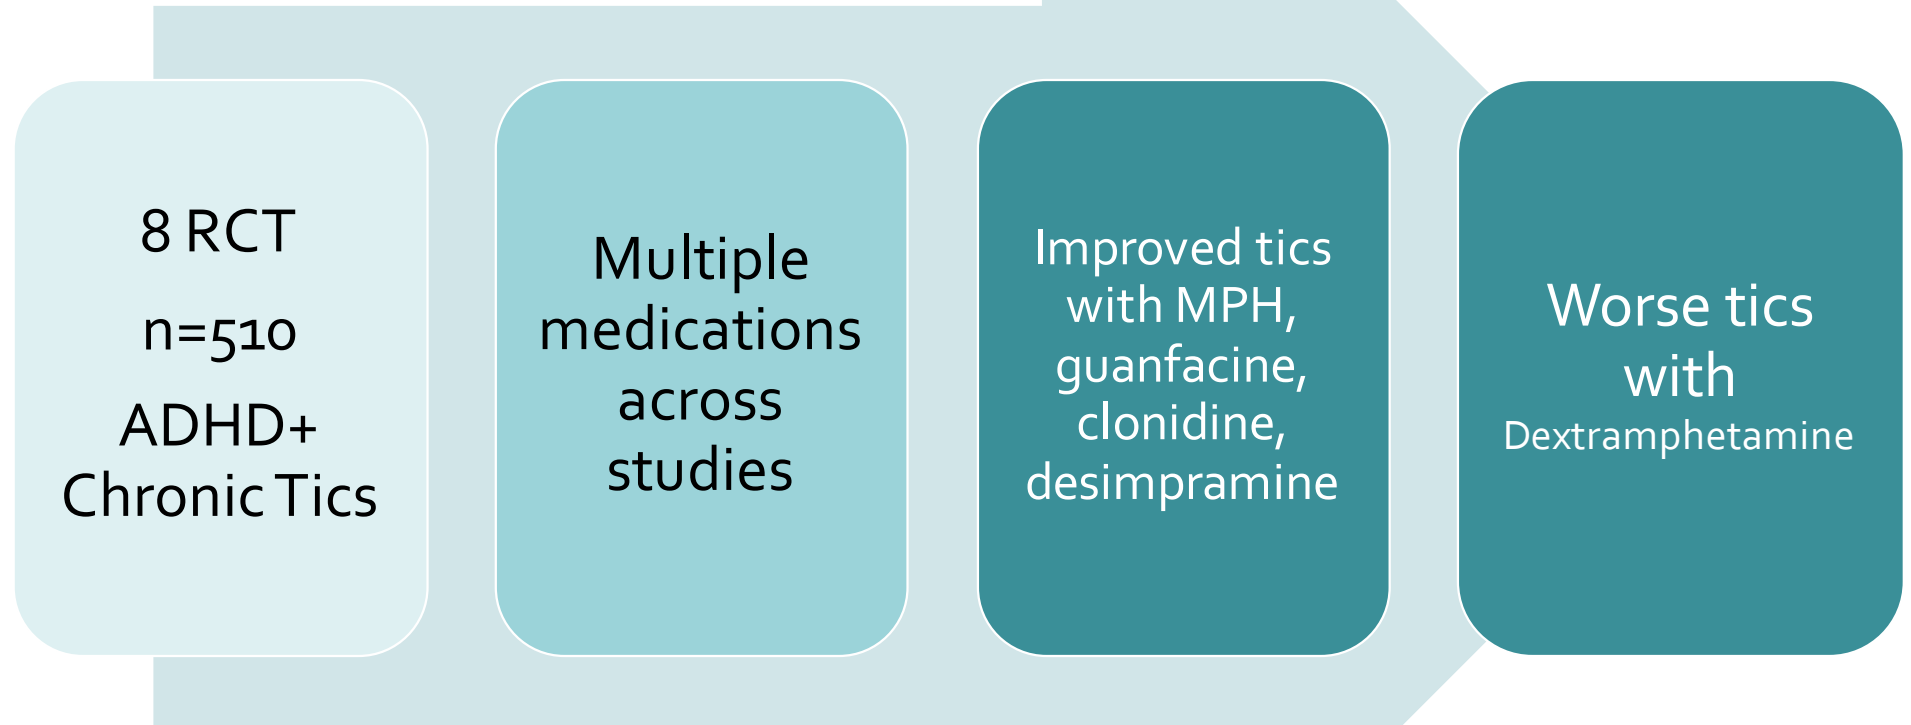 8 RCT
n=510
ADHD+
Chronic Tics
Multiple
medications
across
studies
Improved tics
with MPH,
guanfacine,
clonidine,
desimpramine
Worse tics
with
Dextramphetamine